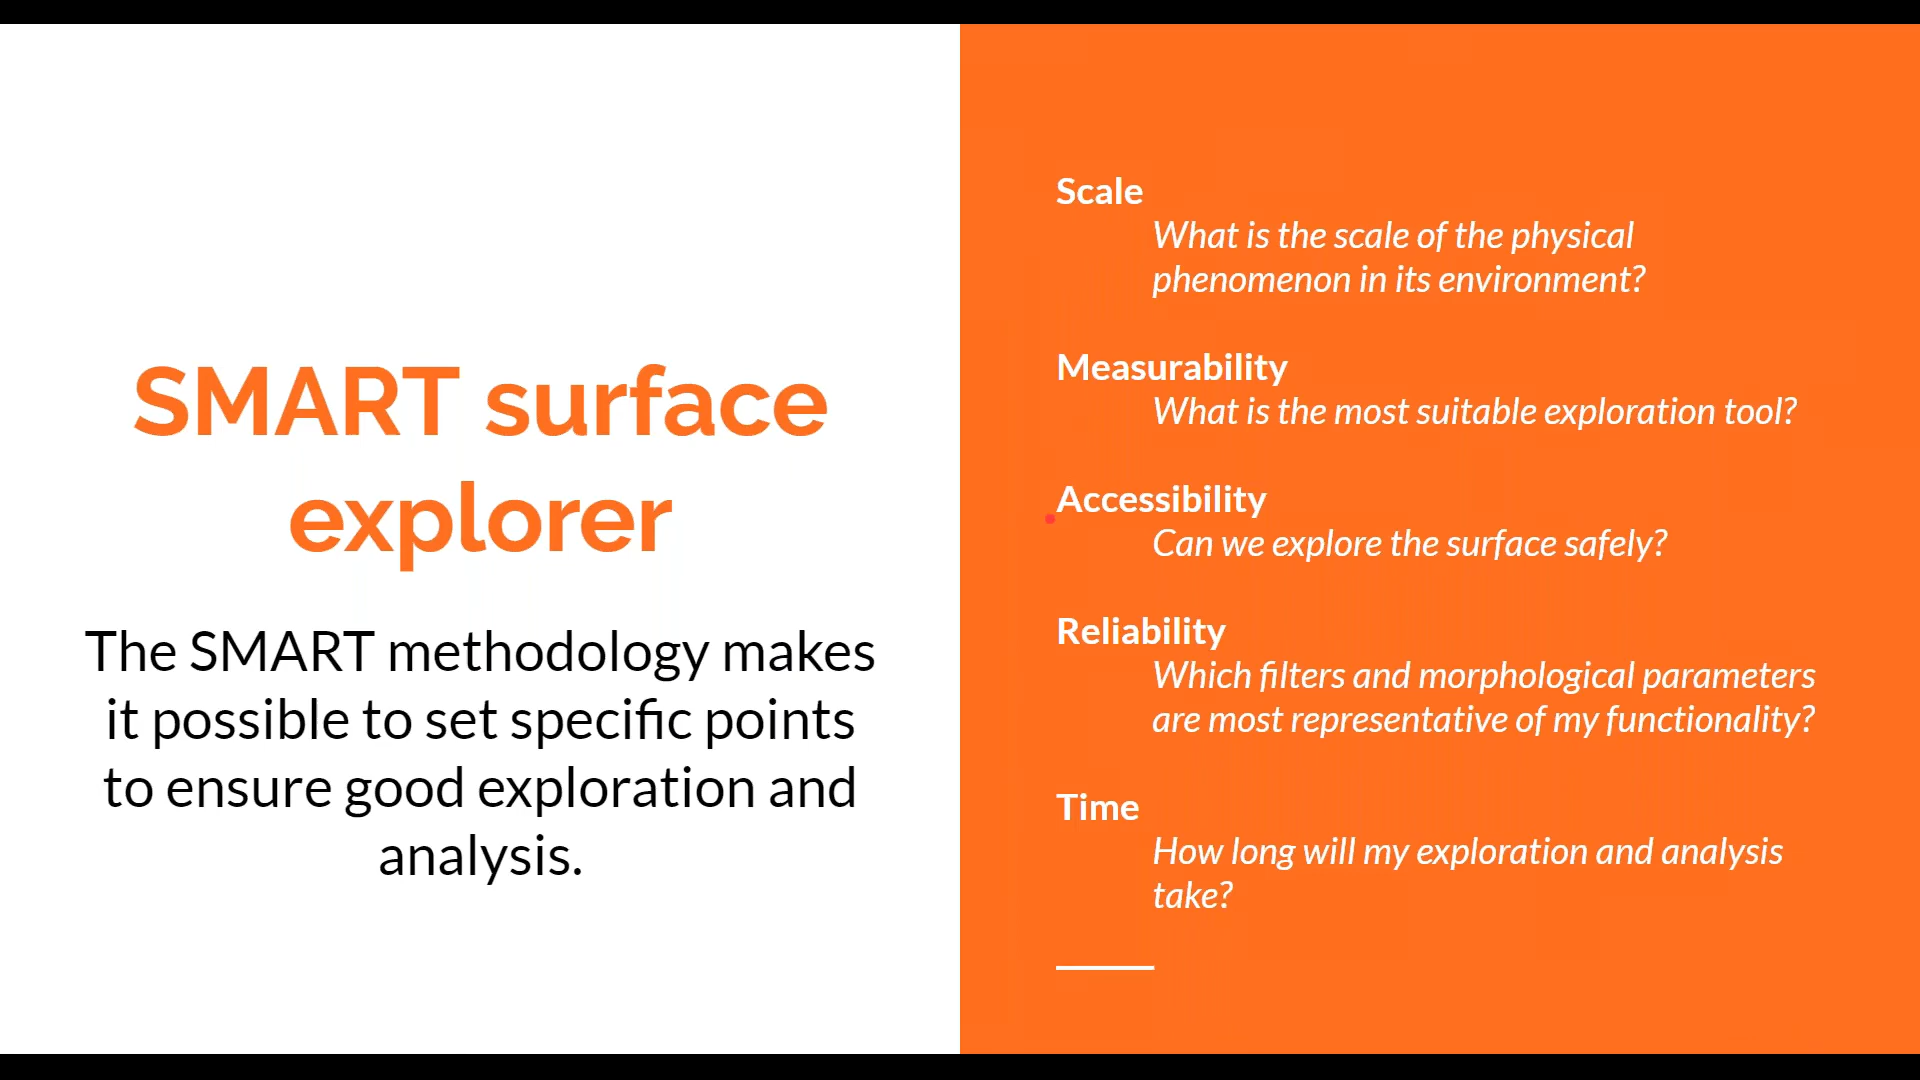 SMART surface
explorer
The SMART methodology makes
it possible to set specific points
to ensure good exploration and
analysis.
Scale
What is the scale of the physical
phenomenon in its environment?
Measurability
What is the most suitable exploration tool?
Accessibility
Can we explore the surface safely?
Reliability
Which filters and morphological parameters
are most representative of my functionality?
Time
How long will my exploration and analysis
take?